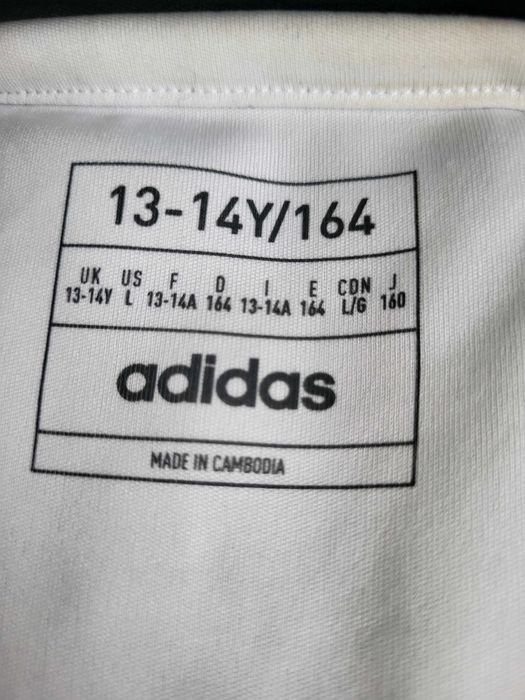 13-14Y/164
UK US F D I E CDN J
13-14Y L 13-14A 164 13-14A 164 L/G 160
adidas
MADE IN CAMBODIA